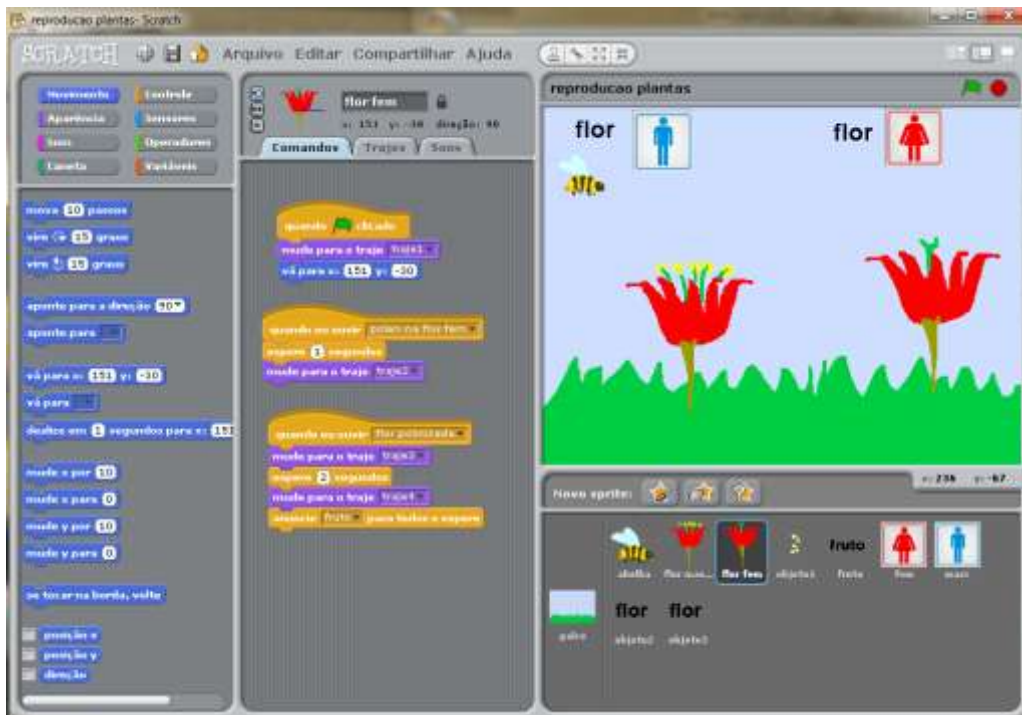 reproducao plantas- Scratch
SCRATCH Arquivo Editar Compartilhar Ajuda
Movimento Controle
Aparência Sensores
Sons Operadores
Caneta Variáveis
mova 10 passos
vire 15 graus
vire 15 graus
aponte para a direção 90
aponte para
vá para x: 151 y: -30
vá para
deslize em 1 segundos para x: 151
mude x por 10
mude x para 0
mude y por 10
mude y para 0
se tocar na borda, volte
posição x
posição y
direção
flor fem
x: 151 y: -30 direção: 90
Comandos Trajes Sons
quando clicado
mude para o traje traje1
vá para x: 151 y: -30
quando eu ouvir polen na flor fem
espere 1 segundos
mude para o traje traje2
quando eu ouvir flor polinizada
mude para o traje traje3
espere 2 segundos
mude para o traje traje4
anuncie fruto para todos e espere
reproducao plantas
flor flor
x: 236 y: -67
Novo sprite:
fruto
abelha flor mas... flor fem objeto1 fruto fem masc
flor flor
palco objeto2 objeto3